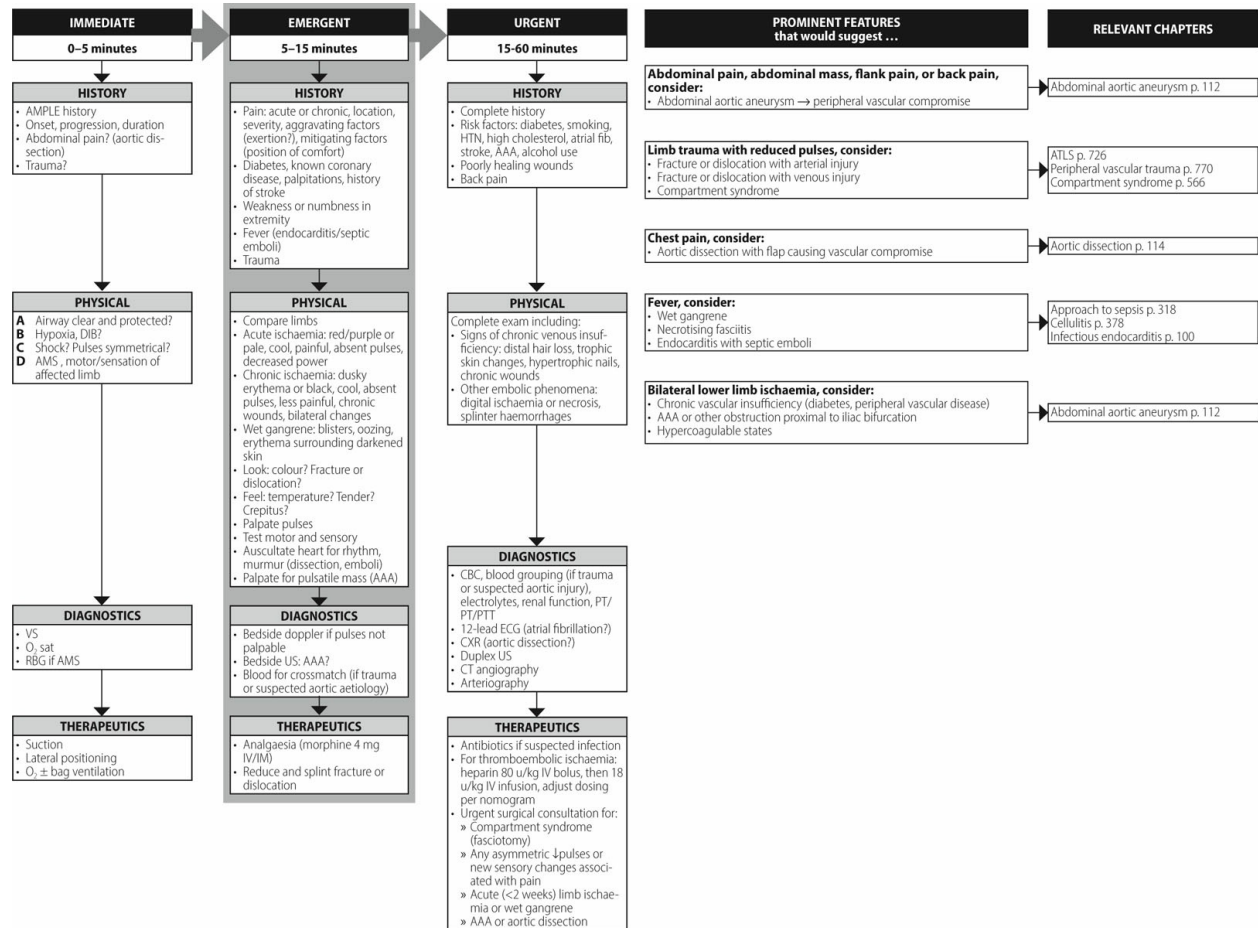 IMMEDIATE
0–5 minutes
HISTORY
• AMPLE history
• Onset, progression, duration
• Abdominal pain? (aortic dis-
section)
• Trauma?
PHYSICAL
A Airway clear and protected?
B Hypoxia, DIB?
C Shock? Pulses symmetrical?
D AMS , motor/sensation of
affected limb
DIAGNOSTICS
• VS
• O₂ sat
• RBG if AMS
THERAPEUTICS
• Suction
• Lateral positioning
• O₂ ± bag ventilation
EMERGENT
5–15 minutes
HISTORY
• Pain: acute or chronic, location,
severity, aggravating factors
(exertion?), mitigating factors
(position of comfort)
• Diabetes, known coronary
disease, palpitations, history
of stroke
• Weakness or numbness in
extremity
• Fever (endocarditis/septic
emboli)
• Trauma
PHYSICAL
• Compare limbs
• Acute ischaemia: red/purple or
pale, cool, painful, absent pulses,
decreased power
• Chronic ischaemia: dusky
erythema or black, cool, absent
pulses, less painful, chronic
wounds, bilateral changes
• Wet gangrene: blisters, oozing,
erythema surrounding darkened
skin
• Look: colour? Fracture or
dislocation?
• Feel: temperature? Tender?
Crepitus?
• Palpate pulses
• Test motor and sensory
• Auscultate heart for rhythm,
murmur (dissection, emboli)
• Palpate for pulsatile mass (AAA)
DIAGNOSTICS
• Bedside doppler if pulses not
palpable
• Bedside US: AAA?
• Blood for crossmatch (if trauma
or suspected aortic aetiology)
THERAPEUTICS
• Analgaesia (morphine 4 mg
IV/IM)
• Reduce and splint fracture or
dislocation
URGENT
15-60 minutes
HISTORY
• Complete history
• Risk factors: diabetes, smoking,
HTN, high cholesterol, atrial fib,
stroke, AAA, alcohol use
• Poorly healing wounds
• Back pain
PHYSICAL
Complete exam including:
• Signs of chronic venous insuf-
ficiency: distal hair loss, trophic
skin changes, hypertrophic nails,
chronic wounds
• Other embolic phenomena:
digital ischaemia or necrosis,
splinter haemorrhages
DIAGNOSTICS
• CBC, blood grouping (if trauma
or suspected aortic injury),
electrolytes, renal function, PT/
PT/PTT
• 12-lead ECG (atrial fibrillation?)
• CXR (aortic dissection?)
• Duplex US
• CT angiography
• Arteriography
THERAPEUTICS
• Antibiotics if suspected infection
• For thromboembolic ischaemia:
heparin 80 u/kg IV bolus, then 18
u/kg IV infusion, adjust dosing
per nomogram
• Urgent surgical consultation for:
» Compartment syndrome
(fasciotomy)
» Any asymmetric ↓pulses or
new sensory changes associ-
ated with pain
» Acute (<2 weeks) limb ischae-
mia or wet gangrene
» AAA or aortic dissection
PROMINENT FEATURES
that would suggest ...
RELEVANT CHAPTERS
Abdominal pain, abdominal mass, flank pain, or back pain,
consider:
• Abdominal aortic aneurysm → peripheral vascular compromise
Abdominal aortic aneurysm p. 112
Limb trauma with reduced pulses, consider:
• Fracture or dislocation with arterial injury
• Fracture or dislocation with venous injury
• Compartment syndrome
ATLS p. 726
Peripheral vascular trauma p. 770
Compartment syndrome p. 566
Chest pain, consider:
• Aortic dissection with flap causing vascular compromise
Aortic dissection p. 114
Fever, consider:
• Wet gangrene
• Necrotising fasciitis
• Endocarditis with septic emboli
Approach to sepsis p. 318
Cellulitis p. 378
Infectious endocarditis p. 100
Bilateral lower limb ischaemia, consider:
• Chronic vascular insufficiency (diabetes, peripheral vascular disease)
• AAA or other obstruction proximal to iliac bifurcation
• Hypercoagulable states
Abdominal aortic aneurysm p. 112